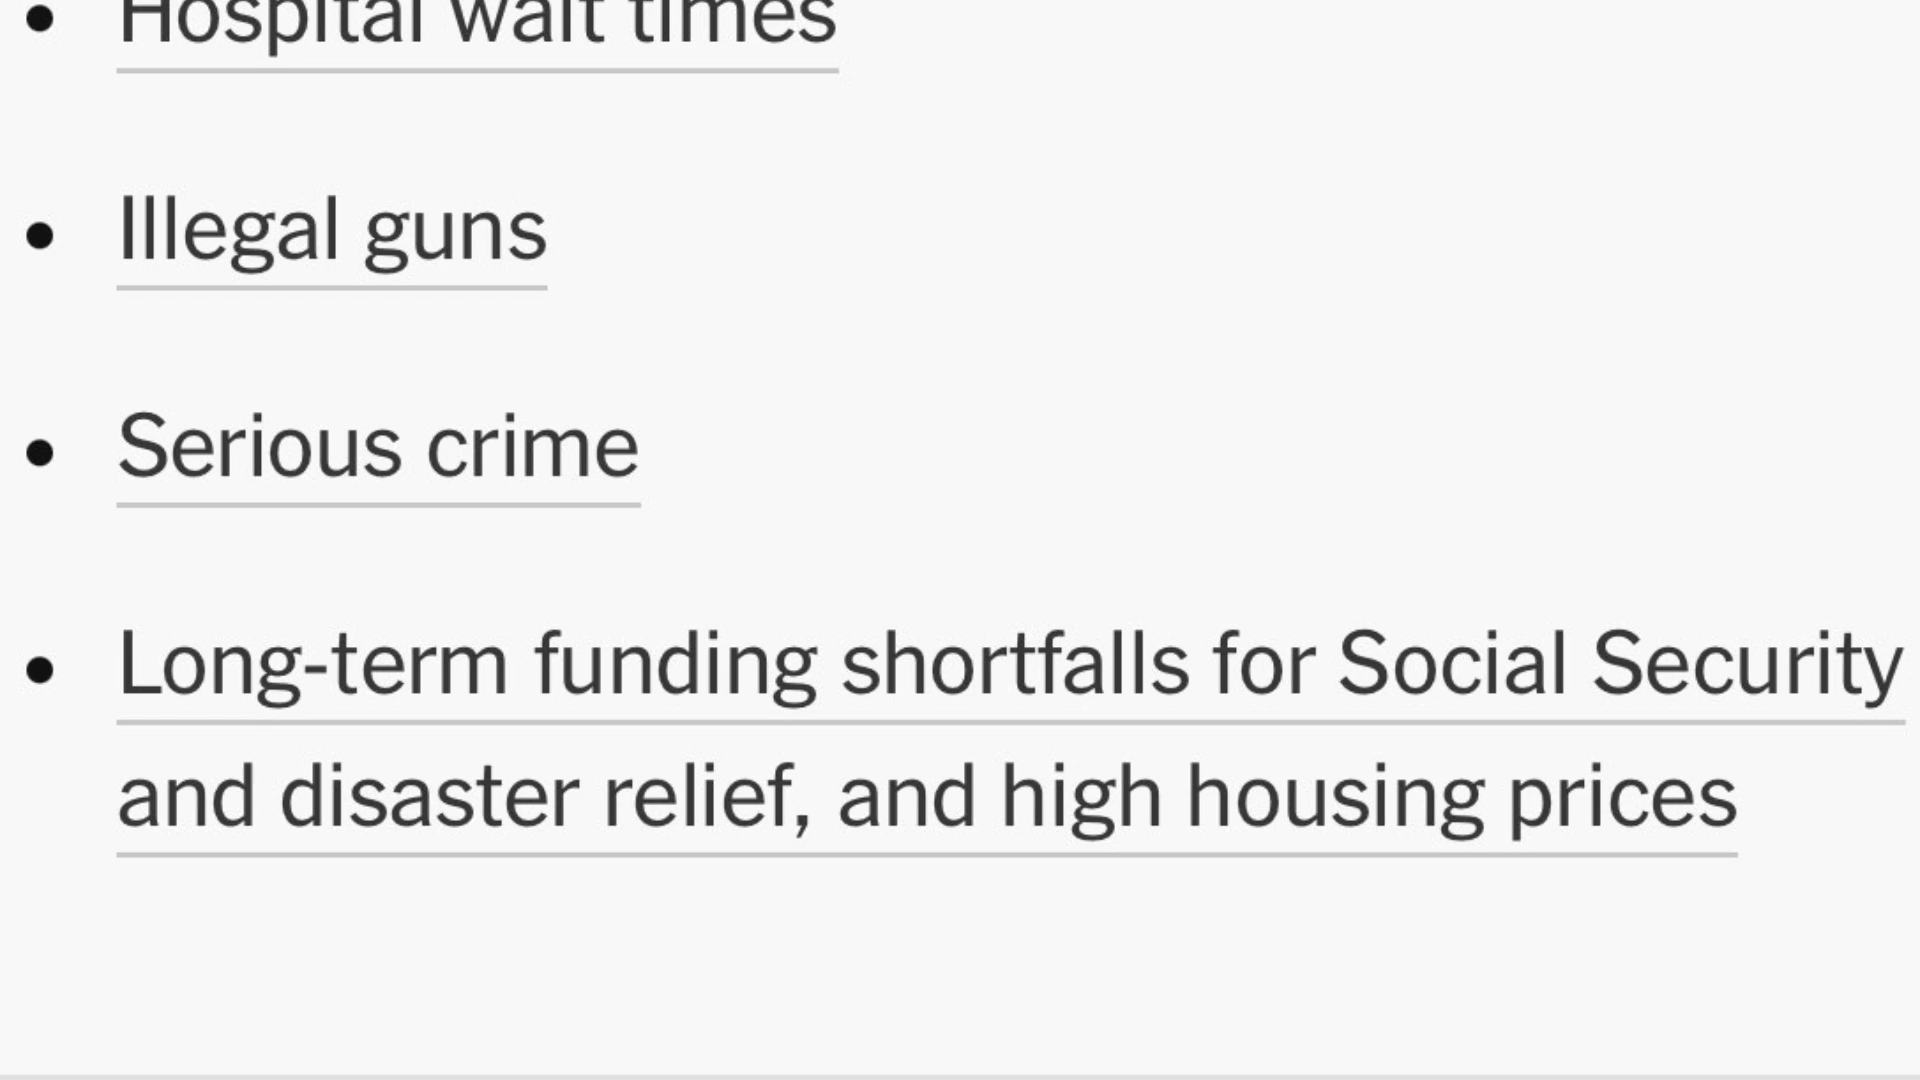 • Hospital wait times
• Illegal guns
• Serious crime
• Long-term funding shortfalls for Social Security
and disaster relief, and high housing prices